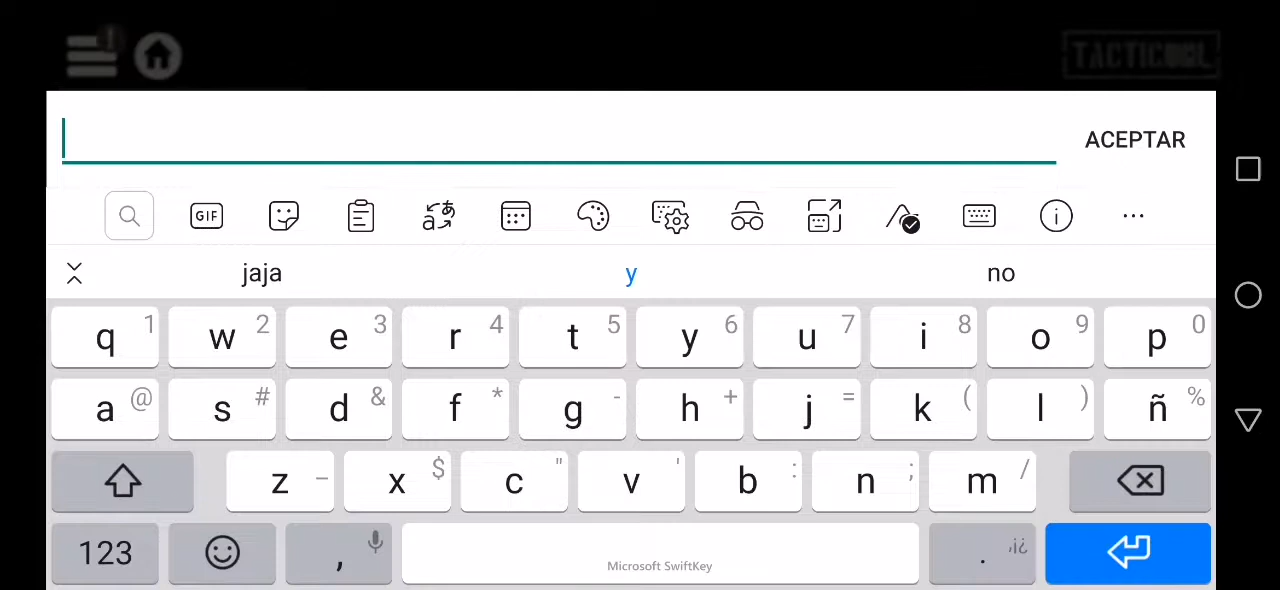 TACTICOOL
ACEPTAR
GIF
jaja y no
q 1 w 2 e 3 r 4 t 5 y 6 u 7 i 8 o 9 p 0
a @ s # d & f * g - h + j = k ( l ) ñ %
z _ x $ c " v ' b : n ; m /
123 , Microsoft SwiftKey . ,¡¿